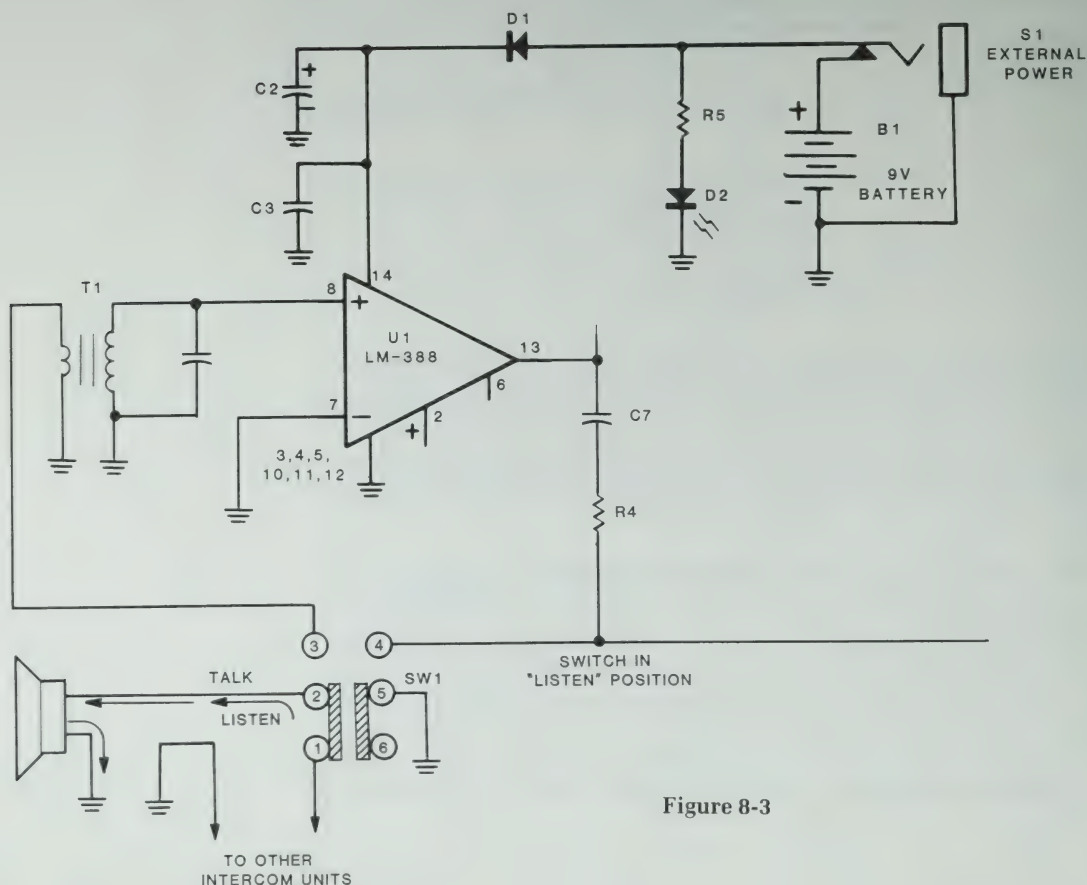 D1
S1
EXTERNAL
POWER
C2
+
−
R5
+
B1
C3
D2
9V
BATTERY
-
14
T1
8
+
U1
LM-388
13
6
7
−
2
+
C7
3,4,5,
10,11,12
R4
3
4
SWITCH IN
"LISTEN" POSITION
TALK
SW1
2
5
LISTEN
1
6
Figure 8-3
TO OTHER
INTERCOM UNITS